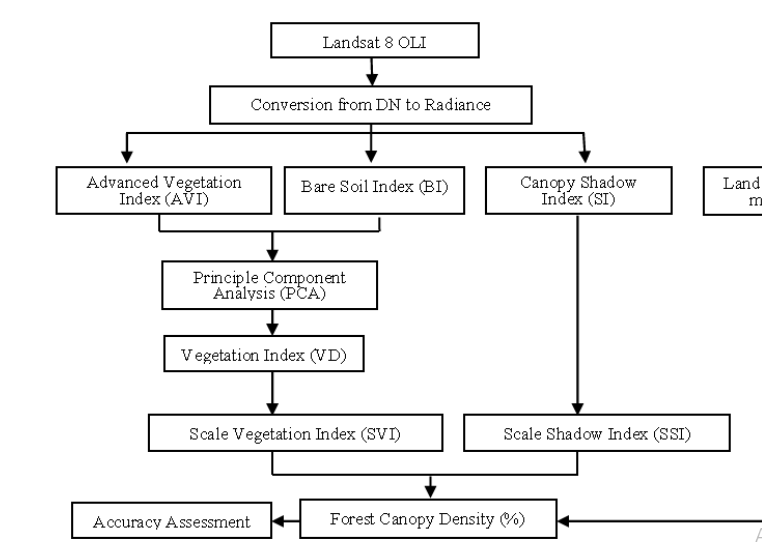 Landsat 8 OLI
Conversion from DN to Radiance
Advanced Vegetation
Index (AVI)
Bare Soil Index (BI)
Canopy Shadow
Index (SI)
Land
m
Principle Component
Analysis (PCA)
Vegetation Index (VD)
Scale Vegetation Index (SVI)
Scale Shadow Index (SSI)
Accuracy Assessment
Forest Canopy Density (%)
A